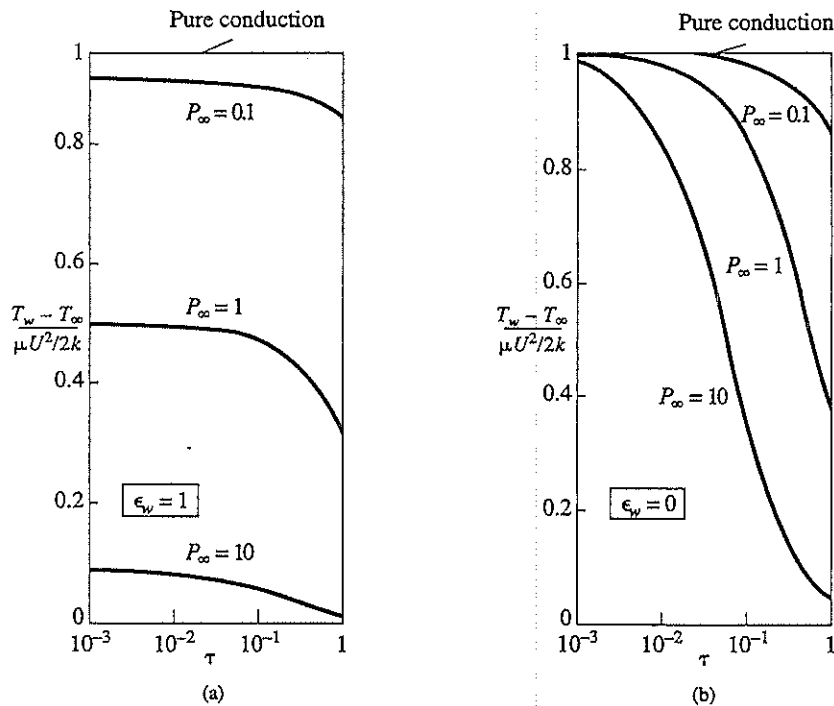 Pure conduction
1
P∞ = 0.1
0.8
0.6
P∞ = 1
Tw − T∞
μU²/2k
0.4
0.2
εw = 1
P∞ = 10
0
10⁻³
10⁻²
10⁻¹
1
τ
(a)
Pure conduction
1
P∞ = 0.1
0.8
0.6
P∞ = 1
Tw − T∞
μU²/2k
0.4
P∞ = 10
0.2
εw = 0
0
10⁻³
10⁻²
10⁻¹
1
τ
(b)